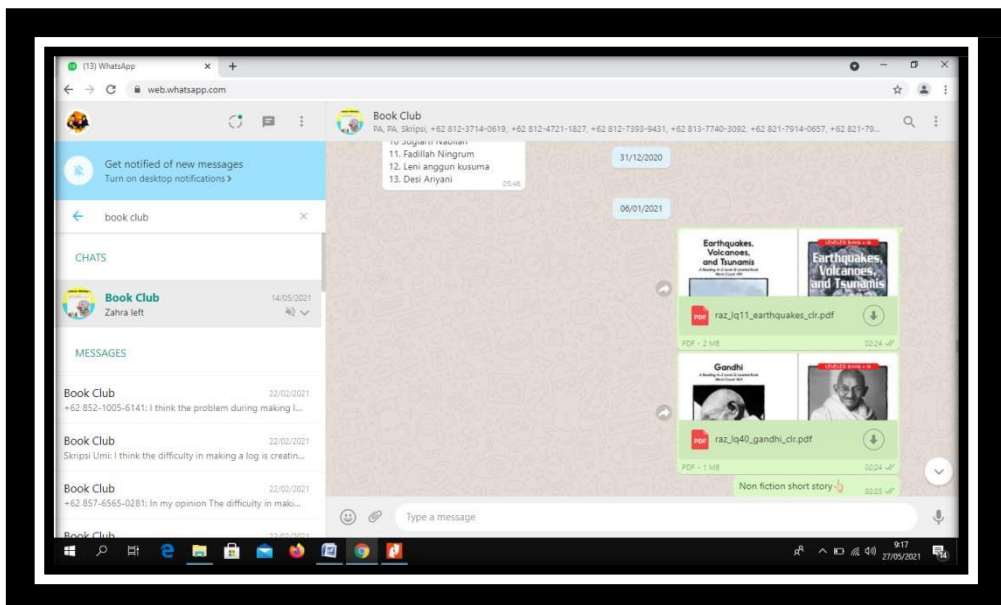 (13) WhatsApp
web.whatsapp.com
Get notified of new messages
Turn on desktop notifications >
book club
CHATS
Book Club
14/05/2021
Zahra left
MESSAGES
Book Club
22/02/2021
+62 852-1005-6141: I think the problem during making l...
Book Club
22/02/2021
Skripsi Umi: I think the difficulty in making a log is creatin...
Book Club
22/02/2021
+62 857-6565-0281: In my opinion The difficulty in maki...
Book Club
22/02/2021
Book Club
PA, PA, Skripsi, +62 812-3714-0619, +62 812-4721-1827, +62 812-7393-9431, +62 813-7740-3092, +62 821-7914-0657, +62 821-79...
11. Fadillah Ningrum
12. Leni anggun kusuma
13. Desi Ariyani
05:46
31/12/2020
06/01/2021
Earthquakes,
Volcanoes,
and Tsunamis
Earthquakes,
Volcanoes,
and Tsunamis
PDF
raz_lq11_earthquakes_clr.pdf
PDF • 2 MB
02:24
Gandhi
PDF
raz_lq40_gandhi_clr.pdf
PDF • 1 MB
02:24
Non fiction short story👆🏻
02:25
Type a message
9:17
27/05/2021